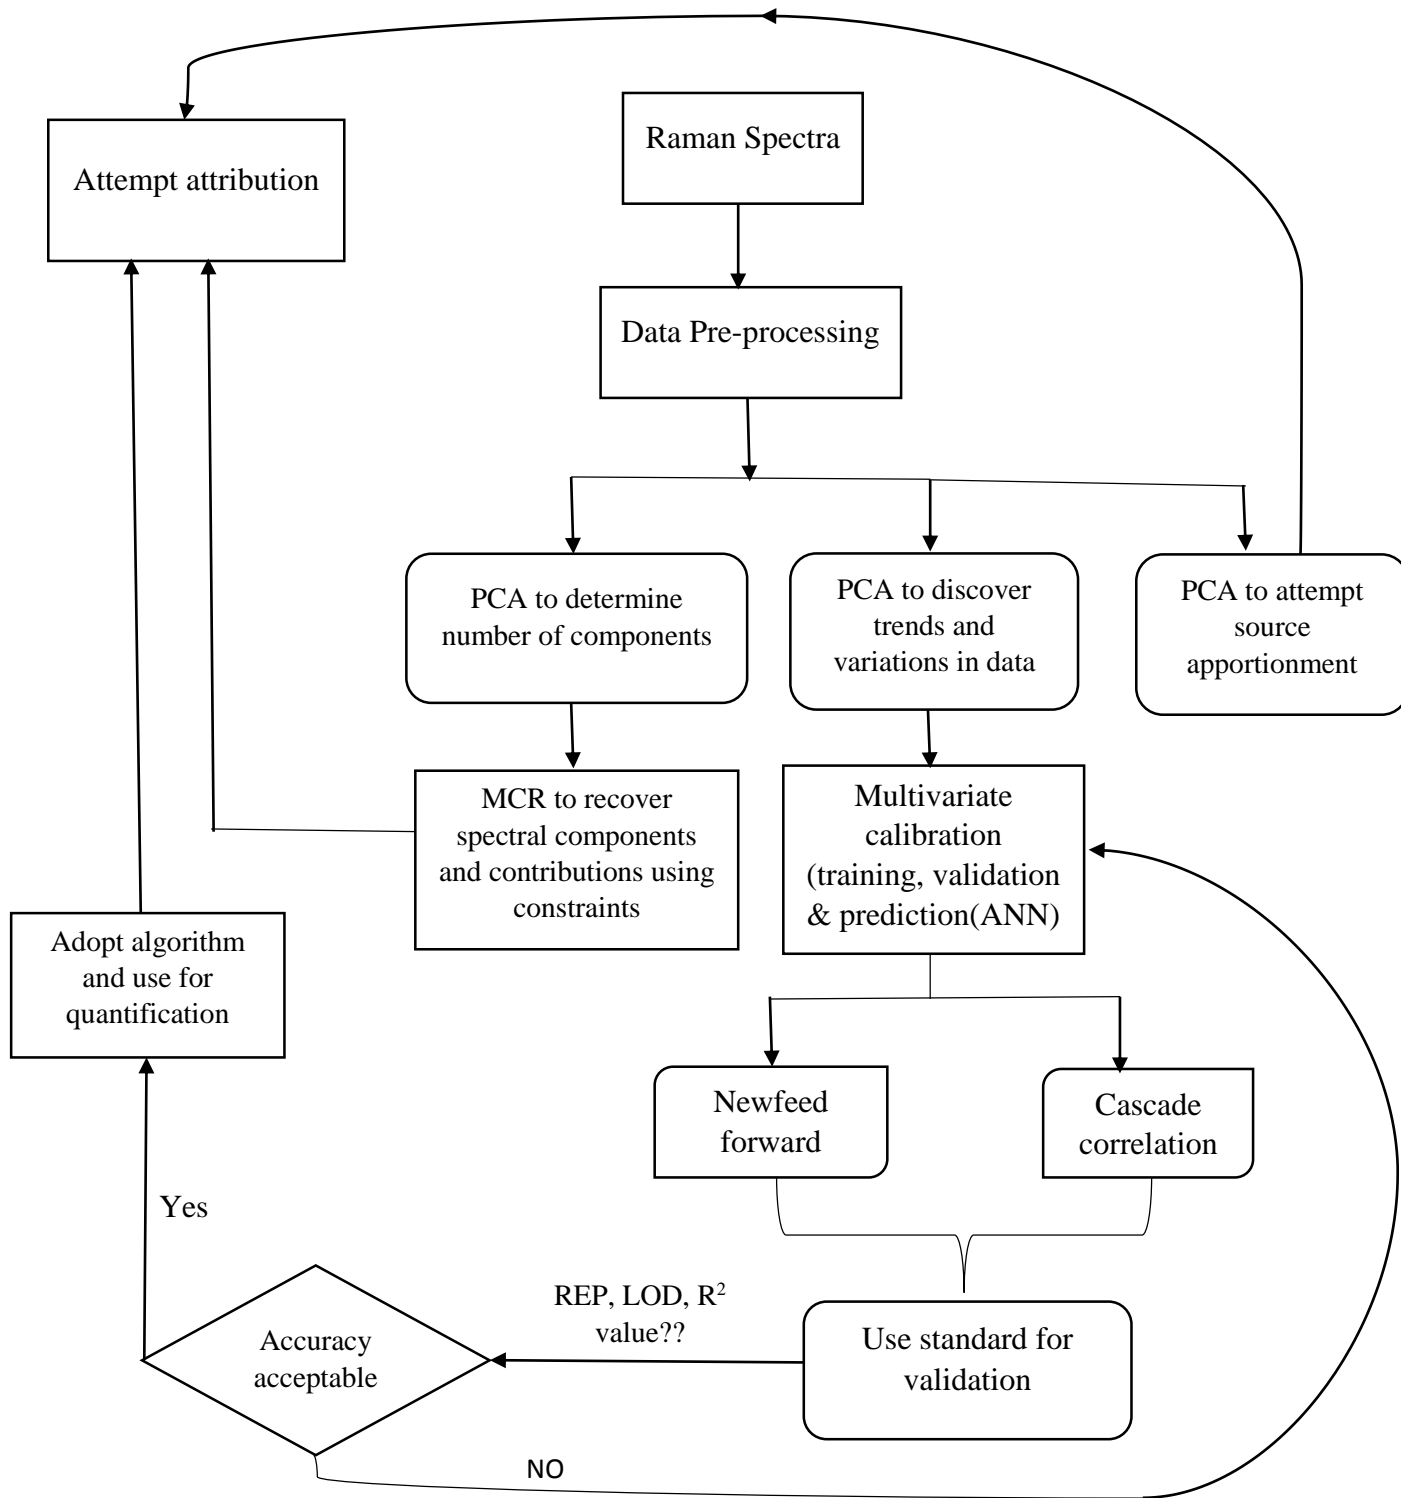 Attempt attribution
Raman Spectra
Data Pre-processing
PCA to determine
number of components
PCA to discover
trends and
variations in data
PCA to attempt
source
apportionment
MCR to recover
spectral components
and contributions using
constraints
Multivariate
calibration
(training, validation
& prediction(ANN)
Adopt algorithm
and use for
quantification
Newfeed
forward
Cascade
correlation
Yes
REP, LOD, R²
value??
Accuracy
acceptable
Use standard for
validation
NO